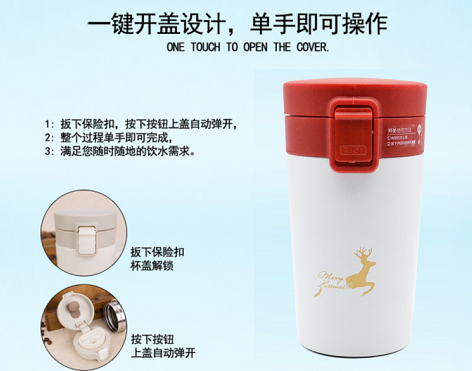 一键开盖设计，单手即可操作
ONE TOUCH TO OPEN THE COVER.
1: 扳下保险扣，按下按钮上盖自动弹开，
2: 整个过程单手即可完成，
3: 满足您随时随地的饮水需求。
扳下保险扣
杯盖解锁
按下按钮
上盖自动弹开
Merry